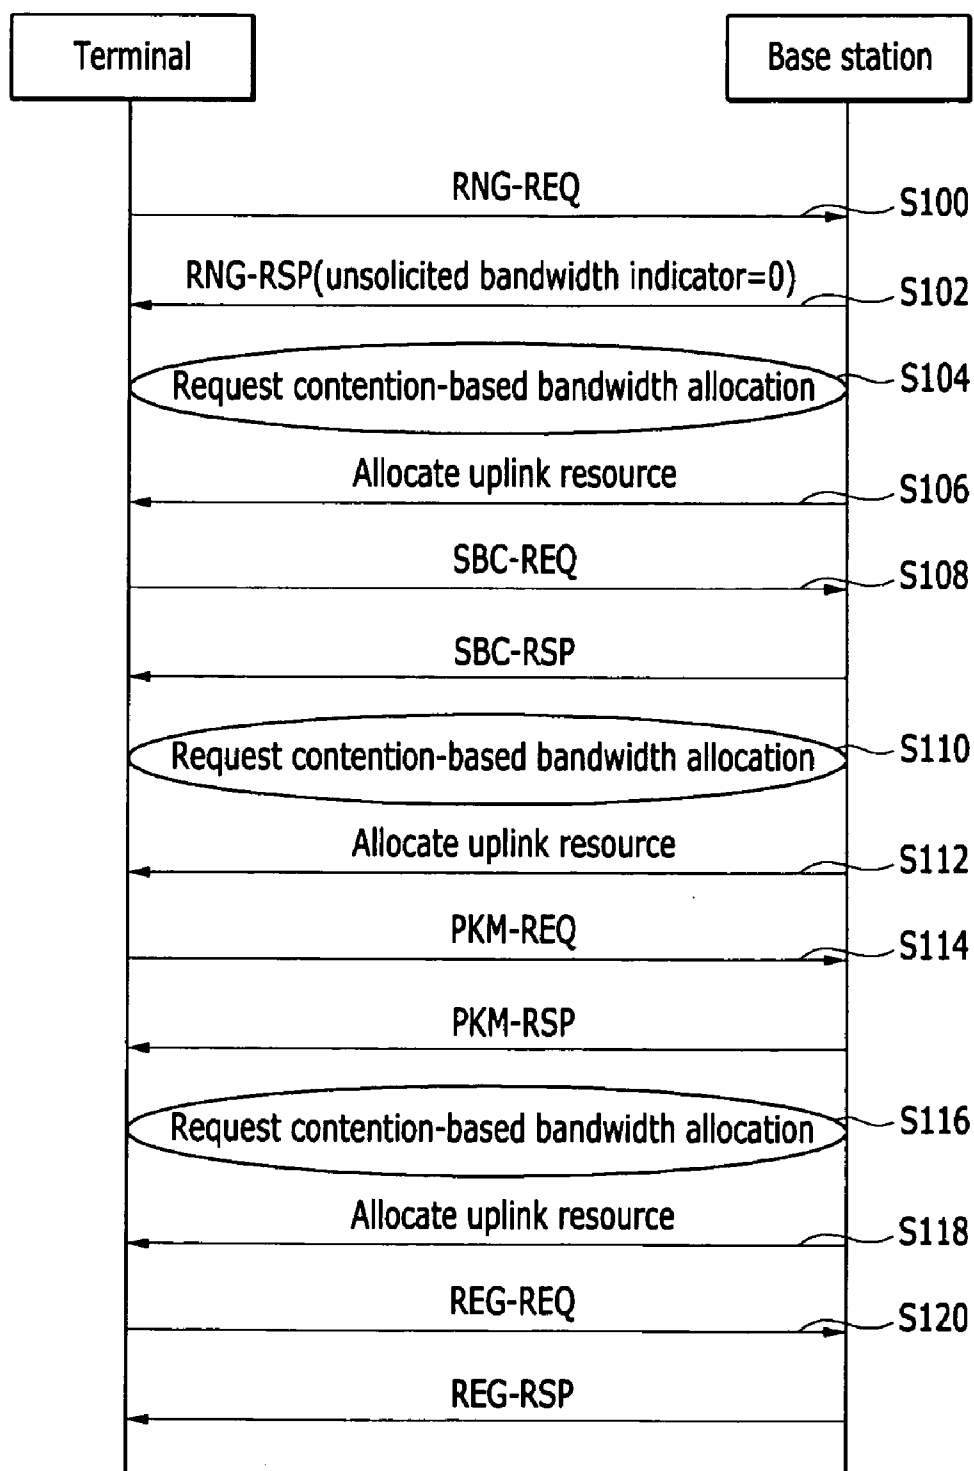 Terminal
Base station
RNG-REQ
S100
RNG-RSP(unsolicited bandwidth indicator=0)
S102
Request contention-based bandwidth allocation
S104
Allocate uplink resource
S106
SBC-REQ
S108
SBC-RSP
Request contention-based bandwidth allocation
S110
Allocate uplink resource
S112
PKM-REQ
S114
PKM-RSP
Request contention-based bandwidth allocation
S116
Allocate uplink resource
S118
REG-REQ
S120
REG-RSP